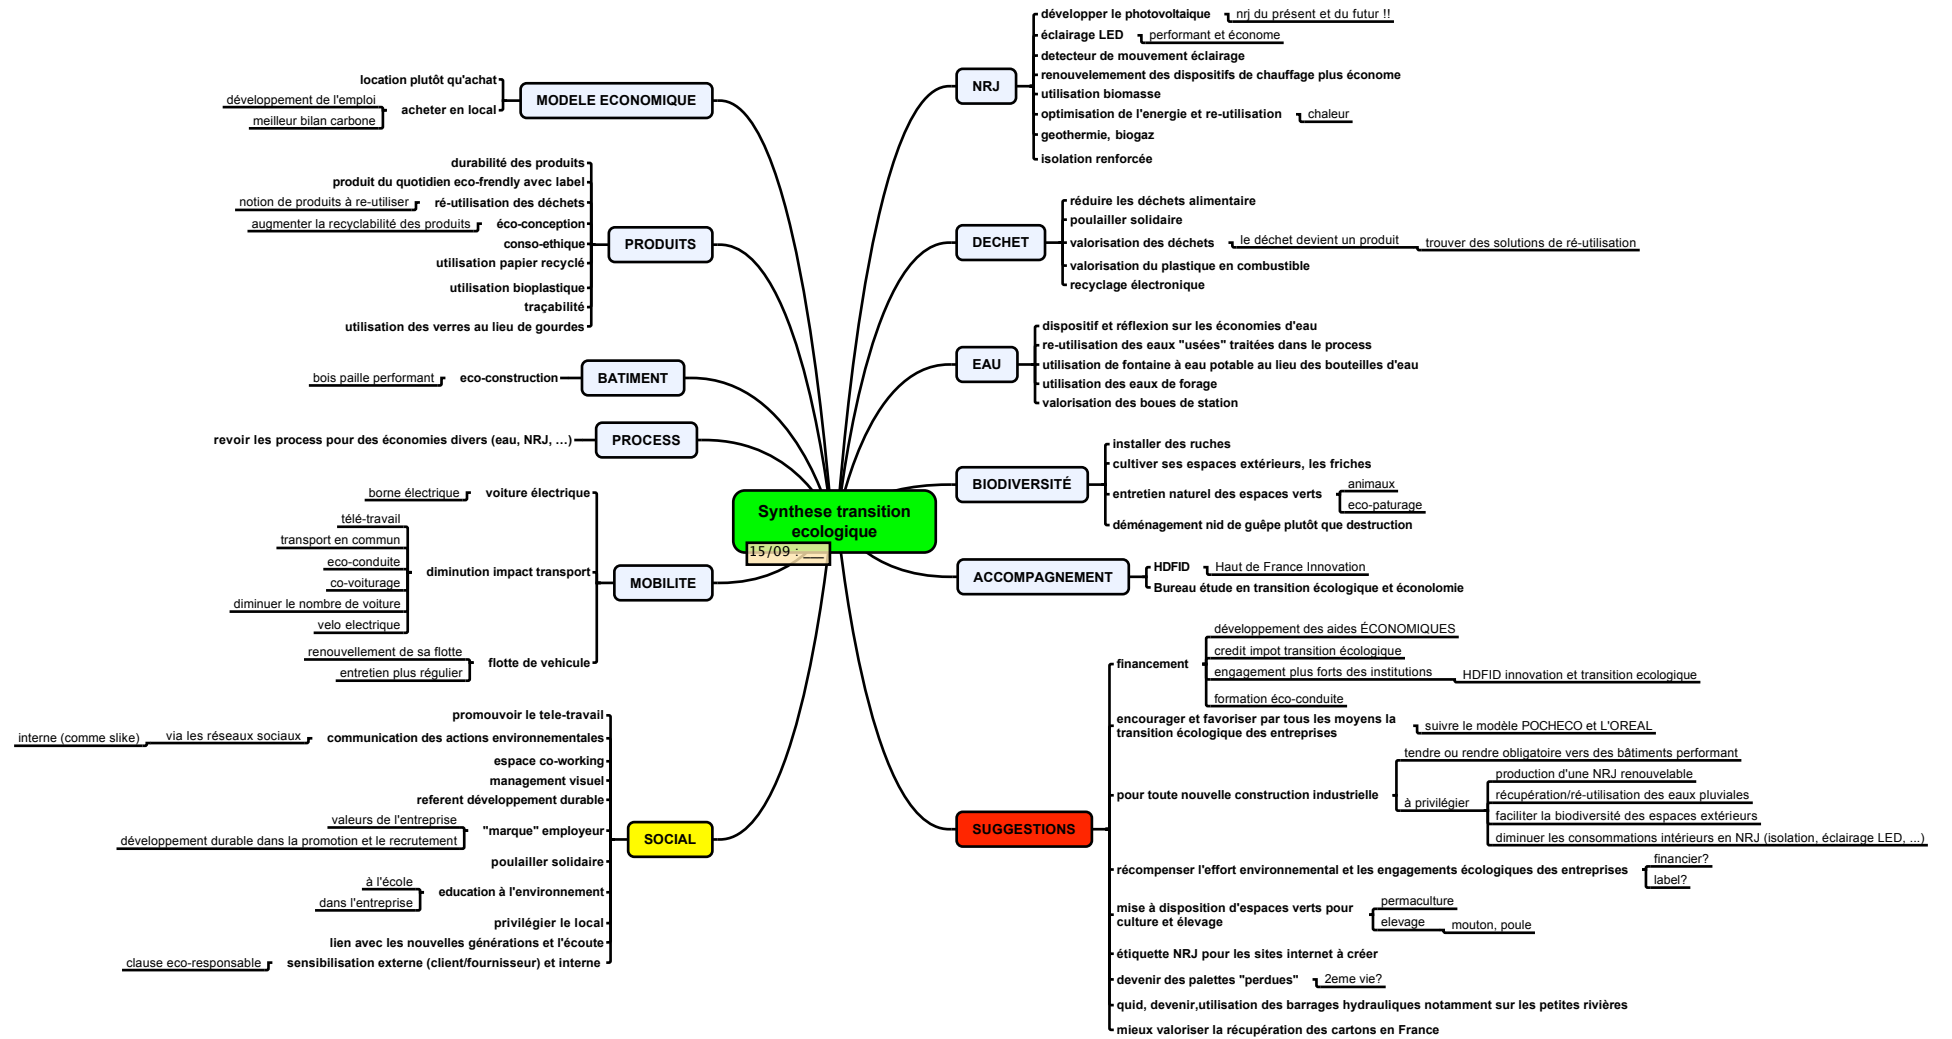 Synthese transition
ecologique
15/09 : __
MODELE ECONOMIQUE
location plutôt qu'achat
acheter en local
développement de l'emploi
meilleur bilan carbone
PRODUITS
durabilité des produits
produit du quotidien eco-frendly avec label
ré-utilisation des déchets
notion de produits à re-utiliser
éco-conception
augmenter la recyclabilité des produits
conso-ethique
utilisation papier recyclé
utilisation bioplastique
traçabilité
utilisation des verres au lieu de gourdes
BATIMENT
eco-construction
bois paille performant
PROCESS
revoir les process pour des économies divers (eau, NRJ, ...)
MOBILITE
voiture électrique
borne électrique
diminution impact transport
télé-travail
transport en commun
eco-conduite
co-voiturage
diminuer le nombre de voiture
velo electrique
flotte de vehicule
renouvellement de sa flotte
entretien plus régulier
SOCIAL
promouvoir le tele-travail
communication des actions environnementales
via les réseaux sociaux
interne (comme slike)
espace co-working
management visuel
referent développement durable
"marque" employeur
valeurs de l'entreprise
développement durable dans la promotion et le recrutement
poulailler solidaire
education à l'environnement
à l'école
dans l'entreprise
privilégier le local
lien avec les nouvelles générations et l'écoute
sensibilisation externe (client/fournisseur) et interne
clause eco-responsable
NRJ
développer le photovoltaique
nrj du présent et du futur !!
éclairage LED
performant et économe
detecteur de mouvement éclairage
renouvelemement des dispositifs de chauffage plus économe
utilisation biomasse
optimisation de l'energie et re-utilisation
chaleur
geothermie, biogaz
isolation renforcée
DECHET
réduire les déchets alimentaire
poulailler solidaire
valorisation des déchets
le déchet devient un produit
trouver des solutions de ré-utilisation
valorisation du plastique en combustible
recyclage électronique
EAU
dispositif et réflexion sur les économies d'eau
re-utilisation des eaux "usées" traitées dans le process
utilisation de fontaine à eau potable au lieu des bouteilles d'eau
utilisation des eaux de forage
valorisation des boues de station
BIODIVERSITÉ
installer des ruches
cultiver ses espaces extérieurs, les friches
entretien naturel des espaces verts
animaux
eco-paturage
déménagement nid de guêpe plutôt que destruction
ACCOMPAGNEMENT
HDFID
Haut de France Innovation
Bureau étude en transition écologique et éconolomie
SUGGESTIONS
financement
développement des aides ÉCONOMIQUES
credit impot transition écologique
engagement plus forts des institutions
HDFID innovation et transition ecologique
formation éco-conduite
encourager et favoriser par tous les moyens la
transition écologique des entreprises
suivre le modèle POCHECO et L'OREAL
pour toute nouvelle construction industrielle
tendre ou rendre obligatoire vers des bâtiments performant
à privilégier
production d'une NRJ renouvelable
récupération/ré-utilisation des eaux pluviales
faciliter la biodiversité des espaces extérieurs
diminuer les consommations intérieurs en NRJ (isolation, éclairage LED, ...)
récompenser l'effort environnemental et les engagements écologiques des entreprises
financier?
label?
mise à disposition d'espaces verts pour
culture et élevage
permaculture
elevage
mouton, poule
étiquette NRJ pour les sites internet à créer
devenir des palettes "perdues"
2eme vie?
quid, devenir,utilisation des barrages hydrauliques notamment sur les petites rivières
mieux valoriser la récupération des cartons en France